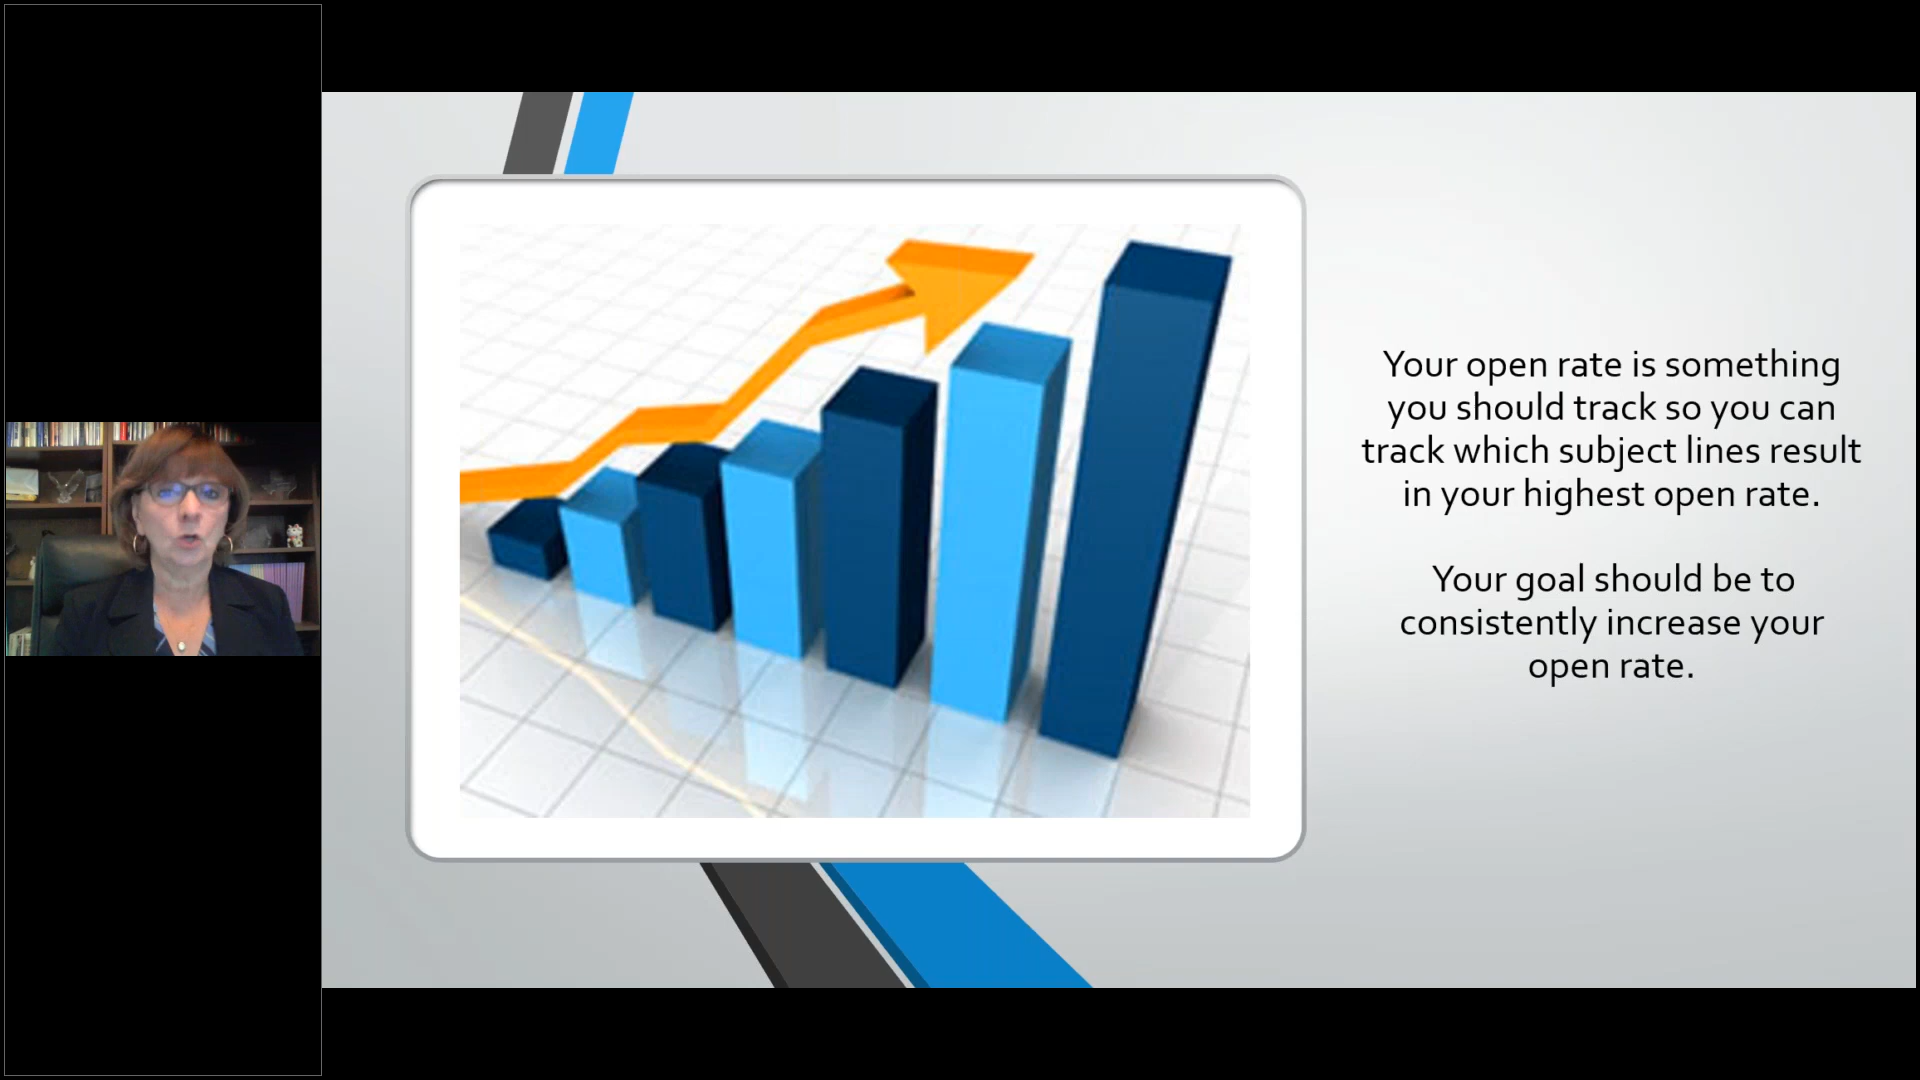 Your open rate is something
you should track so you can
track which subject lines result
in your highest open rate.
Your goal should be to
consistently increase your
open rate.